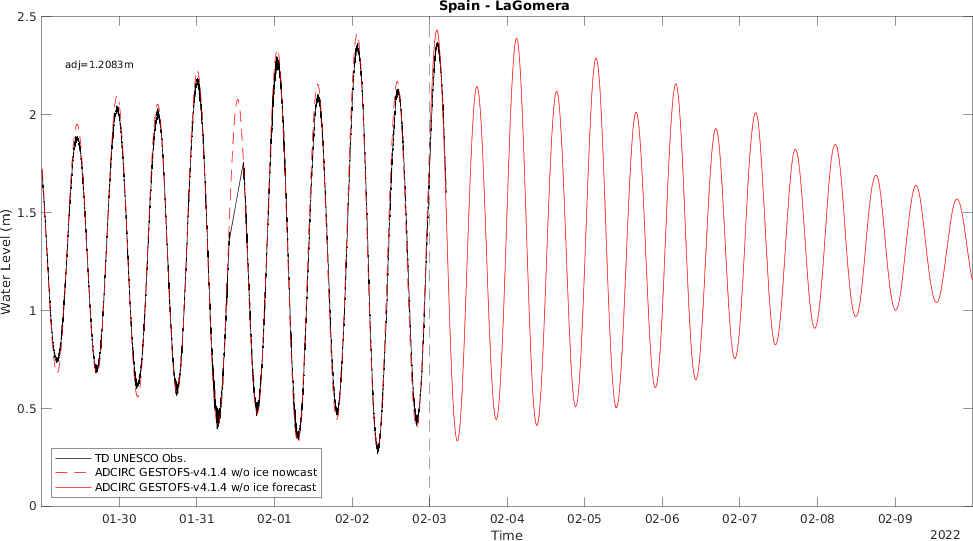 Spain - LaGomera
2.5
adj=1.2083m
2
1.5
Water Level (m)
1
0.5
TD UNESCO Obs.
ADCIRC GESTOFS-v4.1.4 w/o ice nowcast
ADCIRC GESTOFS-v4.1.4 w/o ice forecast
0
01-30 01-31 02-01 02-02 02-03 02-04 02-05 02-06 02-07 02-08 02-09
Time
2022